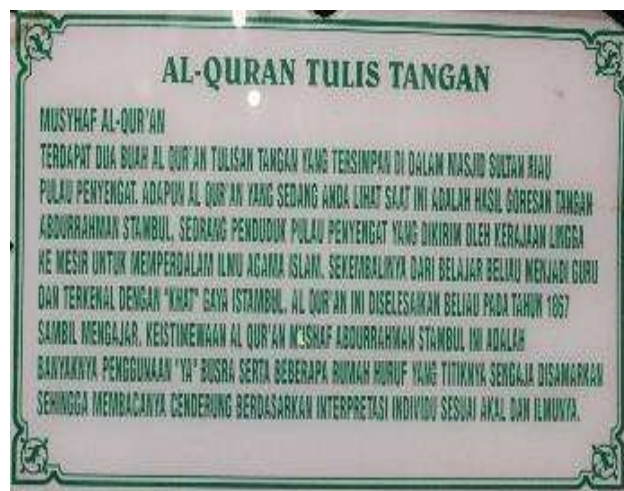 AL-QURAN TULIS TANGAN
MUSYHAF AL-QUR'AN
TERDAPAT DUA BUAH AL QUR'AN TULISAN TANGAN YANG TERSIMPAN DI DALAM MASJID SULTAN RIAU
PULAU PENYENGAT. ADAPUN AL QUR'AN YANG SEDANG ANDA LIHAT SAAT INI ADALAH HASIL GORESAN TANGAN
ABDURRAHMAN STAMBUL, SEORANG PENDUDUK PULAU PENYENGAT YANG DIKIRIM OLEH KERAJAAN LINGGA
KE MESIR UNTUK MEMPERDALAM ILMU AGAMA ISLAM. SEKEMBALINYA DARI BELAJAR BELIAU MENJADI GURU
DAN TERKENAL DENGAN "KHAT" GAYA ISTAMBUL. AL QUR'AN INI DISELESAIKAN BELIAU PADA TAHUN 1867
SAMBIL MENGAJAR. KEISTIMEWAAN AL QUR'AN MUSHAF ABDURRAHMAN STAMBUL INI ADALAH
BANYAKNYA PENGGUNAAN "YA" BUSRA SERTA BEBERAPA RUMAH HURUF YANG TITIKNYA SENGAJA DISAMARKAN
SEHINGGA MEMBACANYA CENDERUNG BERDASARKAN INTERPRETASI INDIVIDU SESUAI AKAL DAN ILMUNYA.